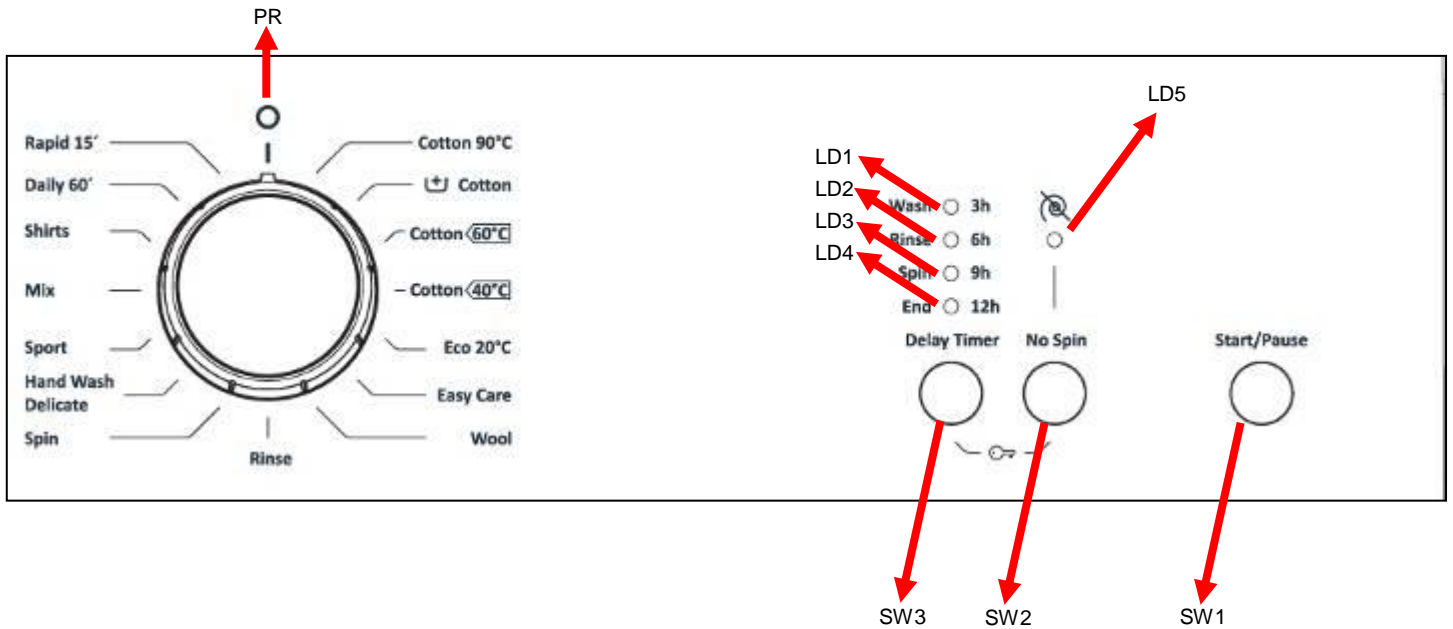 PR
Rapid 15´
Daily 60´
Shirts
Mix
Sport
Hand Wash
Delicate
Spin
Rinse
Cotton 90°C
Cotton
Cotton 60°C
Cotton 40°C
Eco 20°C
Easy Care
Wool
LD5
LD1
LD2
LD3
LD4
Wash 3h
Rinse 6h
Spin 9h
End 12h
Delay Timer No Spin Start/Pause
SW3 SW2 SW1